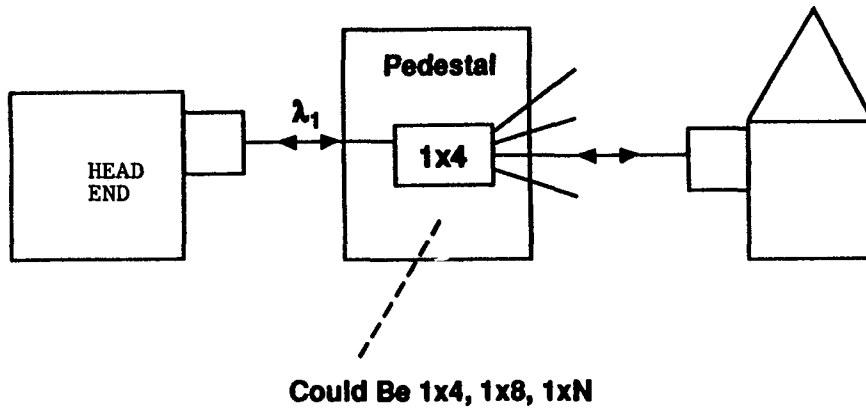 Pedestal
λ₁
1x4
HEAD
END
Could Be 1x4, 1x8, 1xN